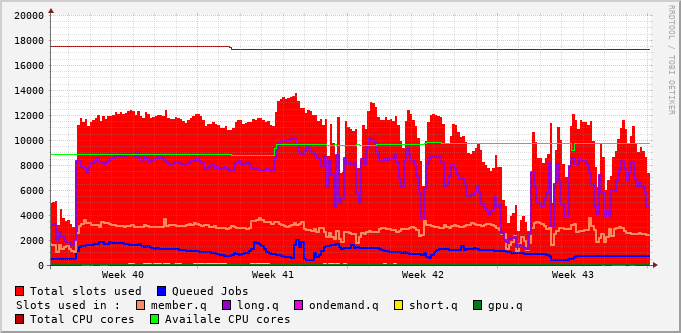 20000
18000
16000
14000
12000
10000
8000
6000
4000
2000
0
Week 40 Week 41 Week 42 Week 43
RRDTOOL / TOBI OETIKER
Total slots used Queued Jobs
Slots used in : member.q long.q ondemand.q short.q gpu.q
Total CPU cores Availale CPU cores